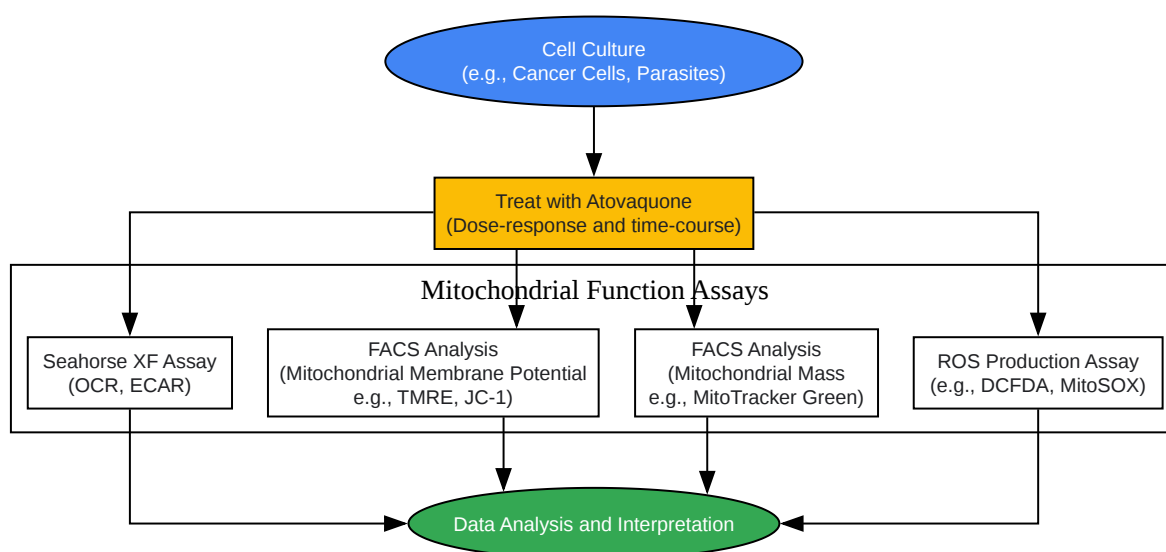 Cell Culture
(e.g., Cancer Cells, Parasites)
Treat with Atovaquone
(Dose-response and time-course)
Mitochondrial Function Assays
Seahorse XF Assay
(OCR, ECAR)
FACS Analysis
(Mitochondrial Membrane Potential
e.g., TMRE, JC-1)
FACS Analysis
(Mitochondrial Mass
e.g., MitoTracker Green)
ROS Production Assay
(e.g., DCFDA, MitoSOX)
Data Analysis and Interpretation